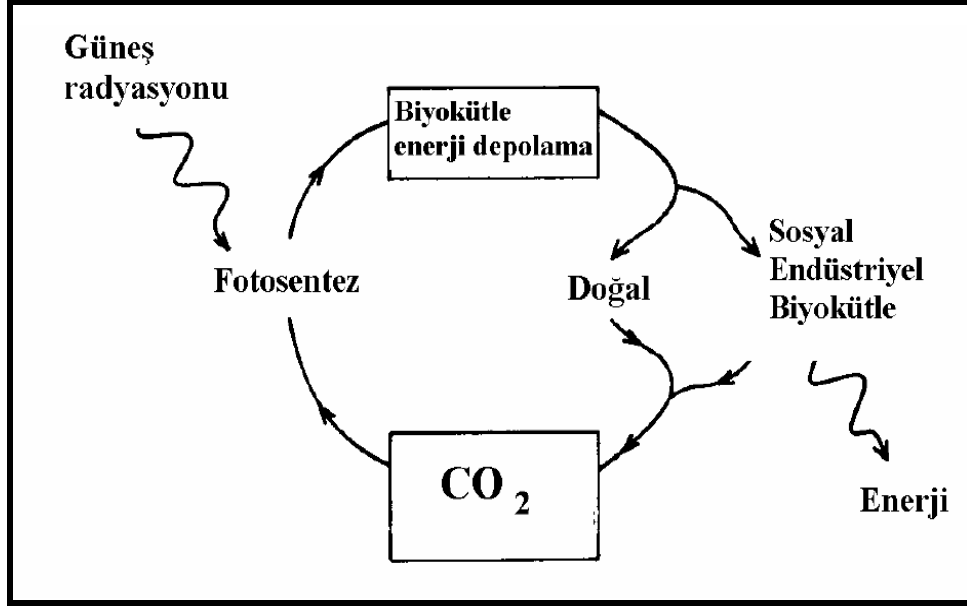 Güneş
radyasyonu
Biyokütle
enerji depolama
Fotosentez
Doğal
Sosyal
Endüstriyel
Biyokütle
CO 2
Enerji